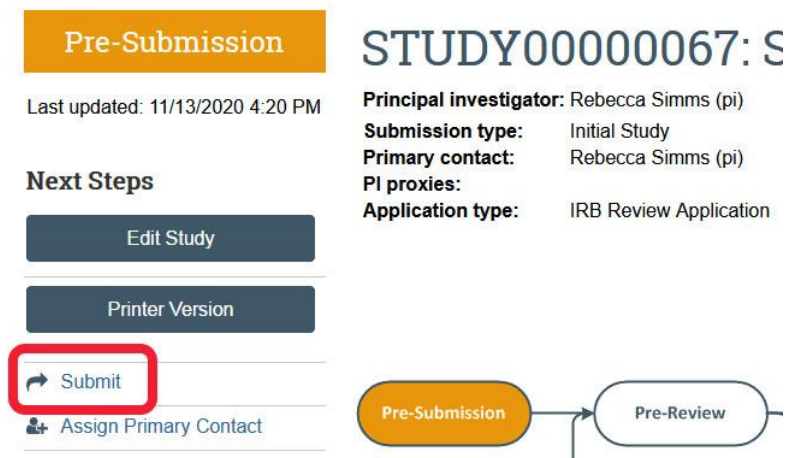 Pre-Submission
Last updated: 11/13/2020 4:20 PM
Next Steps
Edit Study
Printer Version
Submit
Assign Primary Contact
STUDY00000067: S
Principal investigator: Rebecca Simms (pi)
Submission type: Initial Study
Primary contact: Rebecca Simms (pi)
PI proxies:
Application type: IRB Review Application
Pre-Submission
Pre-Review